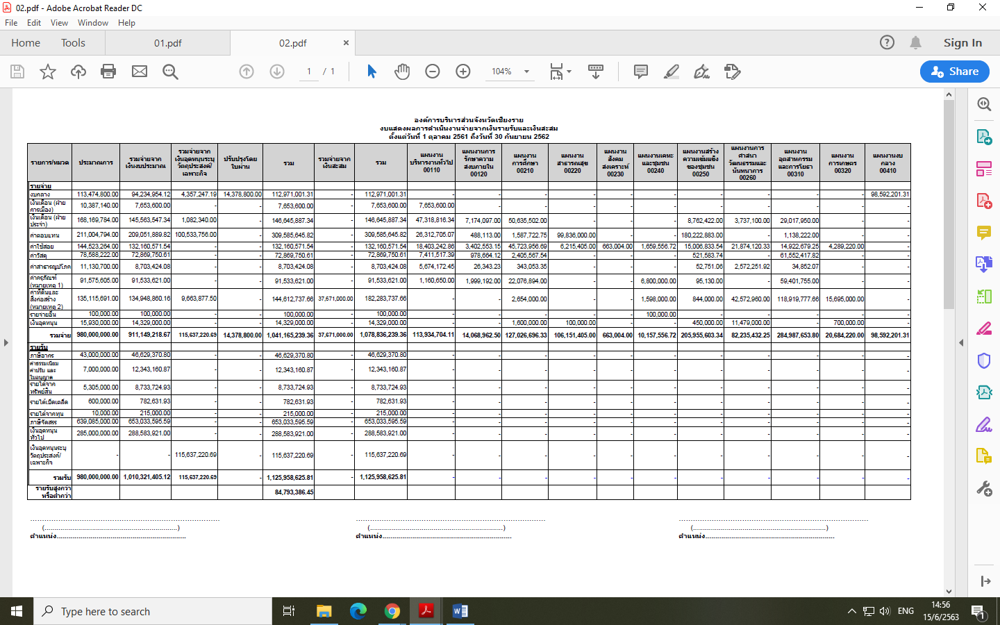 02.pdf - Adobe Acrobat Reader DC
File Edit View Window Help
Home Tools 01.pdf 02.pdf × Sign In
1 / 1 104% Share
องค์การบริหารส่วนจังหวัดเชียงราย
งบแสดงผลการดำเนินงานจ่ายจากเงินรายรับและเงินสะสม
ตั้งแต่วันที่ 1 ตุลาคม 2561 ถึงวันที่ 30 กันยายน 2562
รายการ/หมวด ประมาณการ รวมจ่ายจากเงินงบประมาณ รวมจ่ายจากเงินอุดหนุนระบุวัตถุประสงค์/เฉพาะกิจ ปรับปรุงโดยใบผ่าน รวม รวมจ่ายจากเงินสะสม รวม แผนงานบริหารงานทั่วไป 00110 แผนงานการรักษาความสงบภายใน 00120 แผนงานการศึกษา 00210 แผนงานสาธารณสุข 00220 แผนงานสังคมสงเคราะห์ 00230 แผนงานเคหะและชุมชน 00240 แผนงานสร้างความเข้มแข็งของชุมชน 00250 แผนงานการศาสนาวัฒนธรรมและนันทนาการ 00260 แผนงานอุตสาหกรรมและการโยธา 00310 แผนงานการเกษตร 00320 แผนงานงบกลาง 00410
รายจ่าย
งบกลาง 113,474,800.00 94,234,954.12 4,357,247.19 14,378,800.00 112,971,001.31 - 112,971,001.31 - - - - - - - - - - 98,592,201.31
เงินเดือน (ฝ่ายการเมือง) 10,387,140.00 7,653,600.00 - - 7,653,600.00 - 7,653,600.00 7,653,600.00 - - - - - - - - - -
เงินเดือน (ฝ่ายประจำ) 168,169,784.00 145,563,547.34 1,082,340.00 - 146,645,887.34 - 146,645,887.34 47,318,816.34 7,174,097.00 50,635,502.00 - - - 8,762,422.00 3,737,100.00 29,017,950.00 - -
ค่าตอบแทน 211,004,794.00 209,051,889.82 100,533,756.00 - 309,585,645.82 - 309,585,645.82 26,312,705.07 488,113.00 1,587,722.75 99,836,000.00 - - 180,222,883.00 - 1,138,222.00 - -
ค่าใช้สอย 144,523,264.00 132,160,571.54 - - 132,160,571.54 - 132,160,571.54 18,403,242.86 3,402,553.15 45,723,956.69 6,215,405.00 663,004.00 1,659,556.72 15,006,833.54 21,874,120.33 14,922,679.25 4,289,220.00 -
ค่าวัสดุ 78,588,222.00 72,869,750.61 - - 72,869,750.61 - 72,869,750.61 7,411,517.39 978,664.12 2,405,567.54 - - - 521,583.74 - 61,552,417.82 - -
ค่าสาธารณูปโภค 11,130,700.00 8,703,424.08 - - 8,703,424.08 - 8,703,424.08 5,674,172.45 26,343.23 343,053.35 - - - 52,751.06 2,572,251.92 34,852.07 - -
ค่าครุภัณฑ์ (หมายเหตุ 1) 91,575,605.00 91,533,621.00 - - 91,533,621.00 - 91,533,621.00 1,160,650.00 1,999,192.00 22,076,894.00 - - 6,800,000.00 95,130.00 - 59,401,755.00 - -
ค่าที่ดินและสิ่งก่อสร้าง (หมายเหตุ 2) 135,115,691.00 134,948,860.16 9,663,877.50 - 144,612,737.66 37,671,000.00 182,283,737.66 - - 2,654,000.00 - - 1,598,000.00 844,000.00 42,572,960.00 118,919,777.66 15,695,000.00 -
รายจ่ายอื่น 100,000.00 100,000.00 - - 100,000.00 - 100,000.00 - - - - - 100,000.00 - - - - -
เงินอุดหนุน 15,930,000.00 14,329,000.00 - - 14,329,000.00 - 14,329,000.00 - - 1,600,000.00 100,000.00 - - 450,000.00 11,479,000.00 - 700,000.00 -
รวมจ่าย 980,000,000.00 911,149,218.67 115,637,220.69 14,378,800.00 1,041,165,239.36 37,671,000.00 1,078,836,239.36 113,934,704.11 14,068,962.50 127,026,696.33 106,151,405.00 663,004.00 10,157,556.72 205,955,603.34 82,235,432.25 284,987,653.80 20,684,220.00 98,592,201.31
รายรับ
ภาษีอากร 43,000,000.00 46,629,370.80 - - 46,629,370.80 - 46,629,370.80 - - - - - - - - - - -
ค่าธรรมเนียม ค่าปรับ และใบอนุญาต 7,000,000.00 12,343,160.87 - - 12,343,160.87 - 12,343,160.87 - - - - - - - - - - -
รายได้จากทรัพย์สิน 5,305,000.00 8,733,724.93 - - 8,733,724.93 - 8,733,724.93 - - - - - - - - - - -
รายได้เบ็ดเตล็ด 600,000.00 782,631.93 - - 782,631.93 - 782,631.93 - - - - - - - - - - -
รายได้จากทุน 10,000.00 215,000.00 - - 215,000.00 - 215,000.00 - - - - - - - - - - -
ภาษีจัดสรร 639,085,000.00 653,033,595.59 - - 653,033,595.59 - 653,033,595.59 - - - - - - - - - - -
เงินอุดหนุนทั่วไป 285,000,000.00 288,583,921.00 - - 288,583,921.00 - 288,583,921.00 - - - - - - - - - - -
เงินอุดหนุนระบุวัตถุประสงค์/เฉพาะกิจ - - 115,637,220.69 - 115,637,220.69 - 115,637,220.69 - - - - - - - - - - -
รวมรับ 980,000,000.00 1,010,321,405.12 115,637,220.69 - 1,125,958,625.81 - 1,125,958,625.81 - - - - - - - - - - -
รายรับสูงกว่าหรือต่ำกว่า 84,793,386.45
(..............................) (..............................) (..............................)
ตำแหน่ง.............................. ตำแหน่ง.............................. ตำแหน่ง..............................
Type here to search ENG 14:56
15/6/2563 1